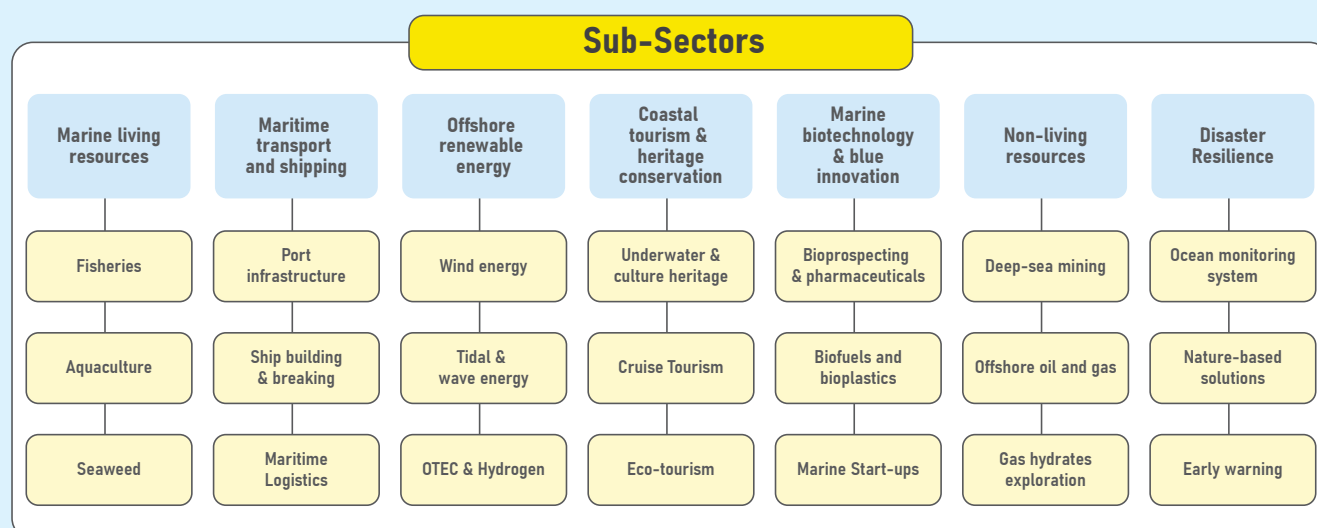 Sub-Sectors
Marine living
resources
Fisheries
Aquaculture
Seaweed
Maritime
transport
and shipping
Port
infrastructure
Ship building
& breaking
Maritime
Logistics
Offshore
renewable
energy
Wind energy
Tidal &
wave energy
OTEC & Hydrogen
Coastal
tourism &
heritage
conservation
Underwater &
culture heritage
Cruise Tourism
Eco-tourism
Marine
biotechnology
& blue
innovation
Bioprospecting
& pharmaceuticals
Biofuels and
bioplastics
Marine Start-ups
Non-living
resources
Deep-sea mining
Offshore oil and gas
Gas hydrates
exploration
Disaster
Resilience
Ocean monitoring
system
Nature-based
solutions
Early warning